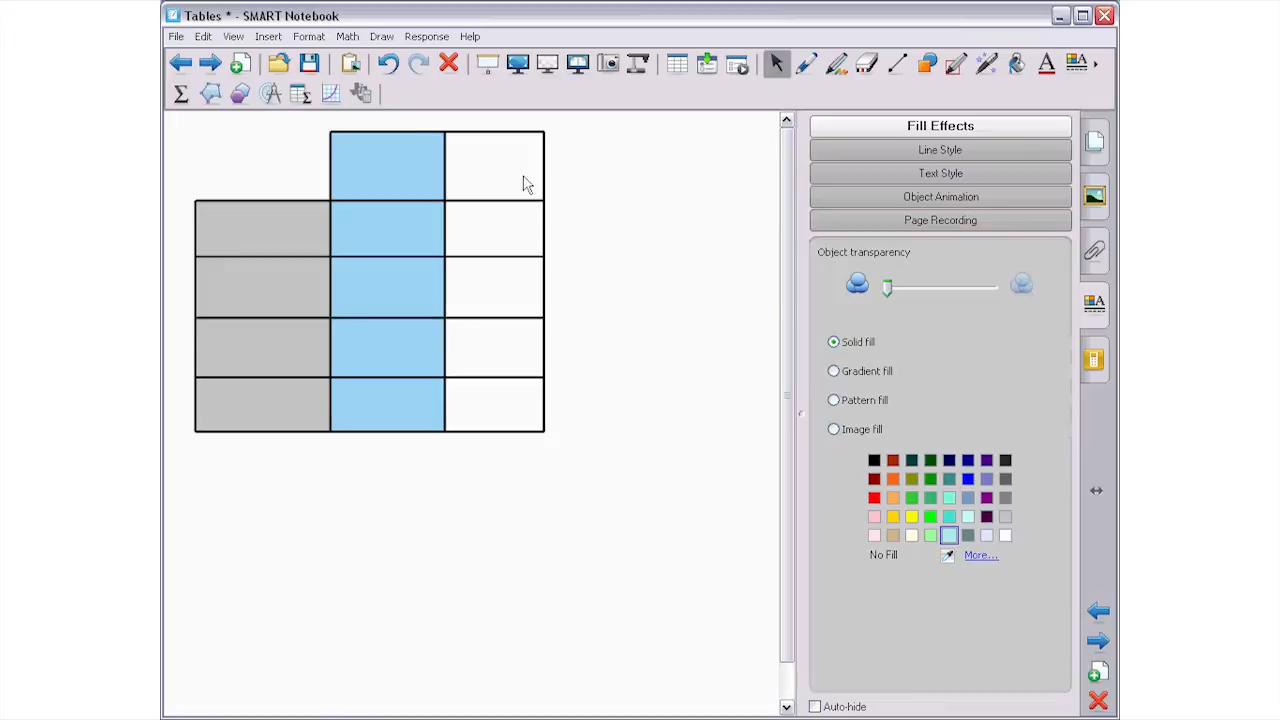 Tables * - SMART Notebook
File Edit View Insert Format Math Draw Response Help
Fill Effects
Line Style
Text Style
Object Animation
Page Recording
Object transparency
Solid fill
Gradient fill
Pattern fill
Image fill
No Fill More...
Auto-hide